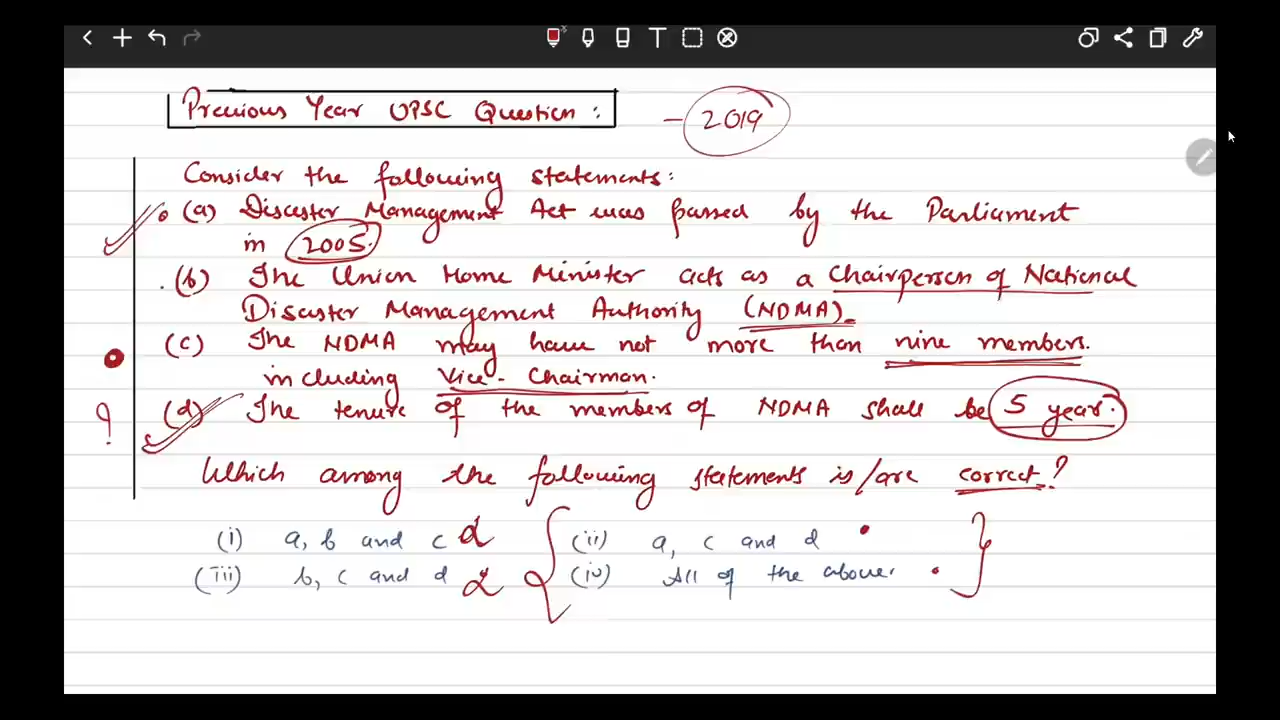 Previous Year UPSC Question :
- 2019
Consider the following statements:
(a) Disaster Management Act was passed by the Parliament
in 2005.
(b) The Union Home Minister acts as a Chairperson of National
Disaster Management Authority (NDMA).
(c) The NDMA may have not more than nine members.
including Vice-Chairman.
? (d) The tenure of the members of NDMA shall be 5 year.
Which among the following statements is/are correct?
(i) a, b and c (ii) a, c and d
(iii) b, c and d (iv) All of the above.